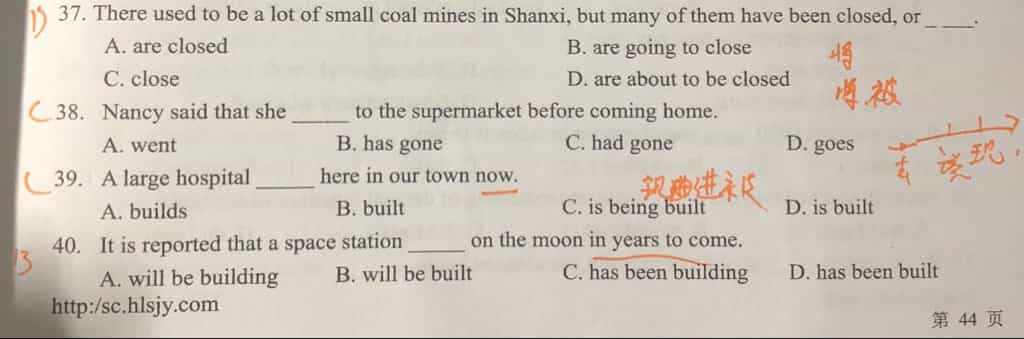 D 37. There used to be a lot of small coal mines in Shanxi, but many of them have been closed, or _ ____.
A. are closed B. are going to close 将
C. close D. are about to be closed 将被
C 38. Nancy said that she _____ to the supermarket before coming home.
A. went B. has gone C. had gone D. goes 去 说 现
C 39. A large hospital _____ here in our town now. 现在进被
A. builds B. built C. is being built D. is built
B 40. It is reported that a space station _____ on the moon in years to come.
A. will be building B. will be built C. has been building D. has been built
http:/sc.hlsjy.com
第 44 页